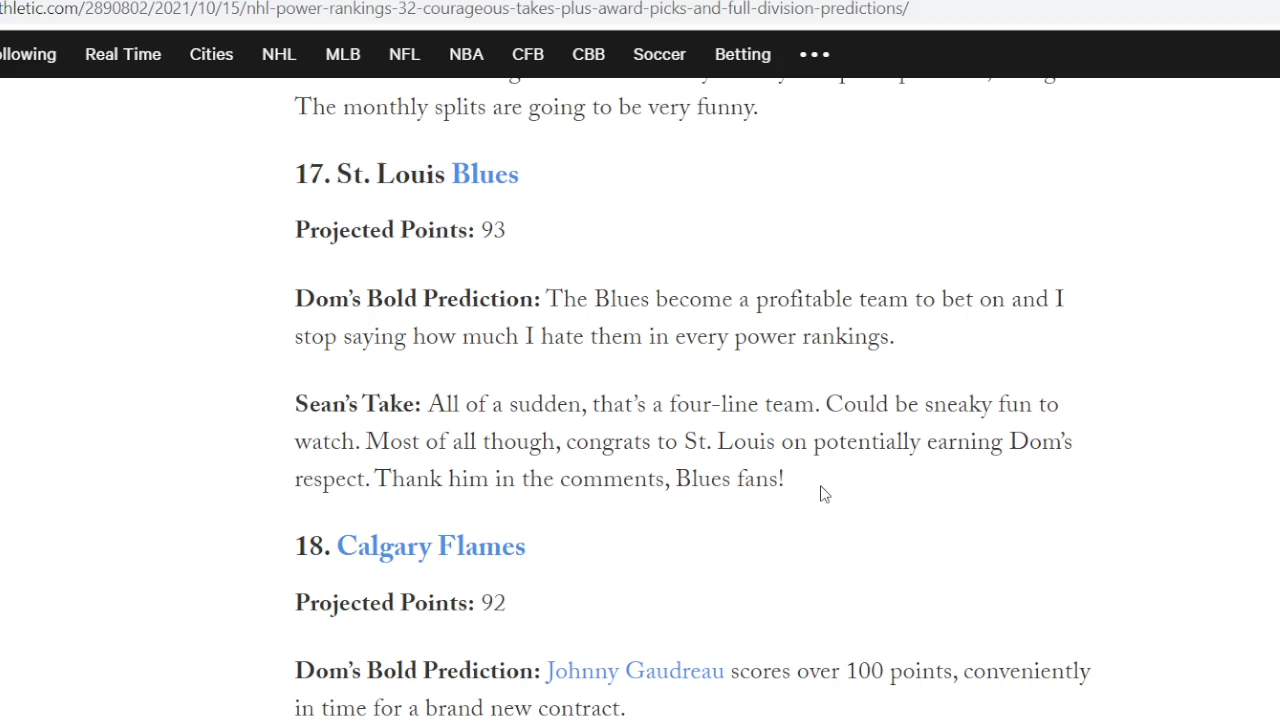 thletic.com/2890802/2021/10/15/nhl-power-rankings-32-courageous-takes-plus-award-picks-and-full-division-predictions/
ollowing Real Time Cities NHL MLB NFL NBA CFB CBB Soccer Betting •••
The monthly splits are going to be very funny.
17. St. Louis Blues
Projected Points: 93
Dom’s Bold Prediction: The Blues become a profitable team to bet on and I
stop saying how much I hate them in every power rankings.
Sean’s Take: All of a sudden, that’s a four-line team. Could be sneaky fun to
watch. Most of all though, congrats to St. Louis on potentially earning Dom’s
respect. Thank him in the comments, Blues fans!
18. Calgary Flames
Projected Points: 92
Dom’s Bold Prediction: Johnny Gaudreau scores over 100 points, conveniently
in time for a brand new contract.